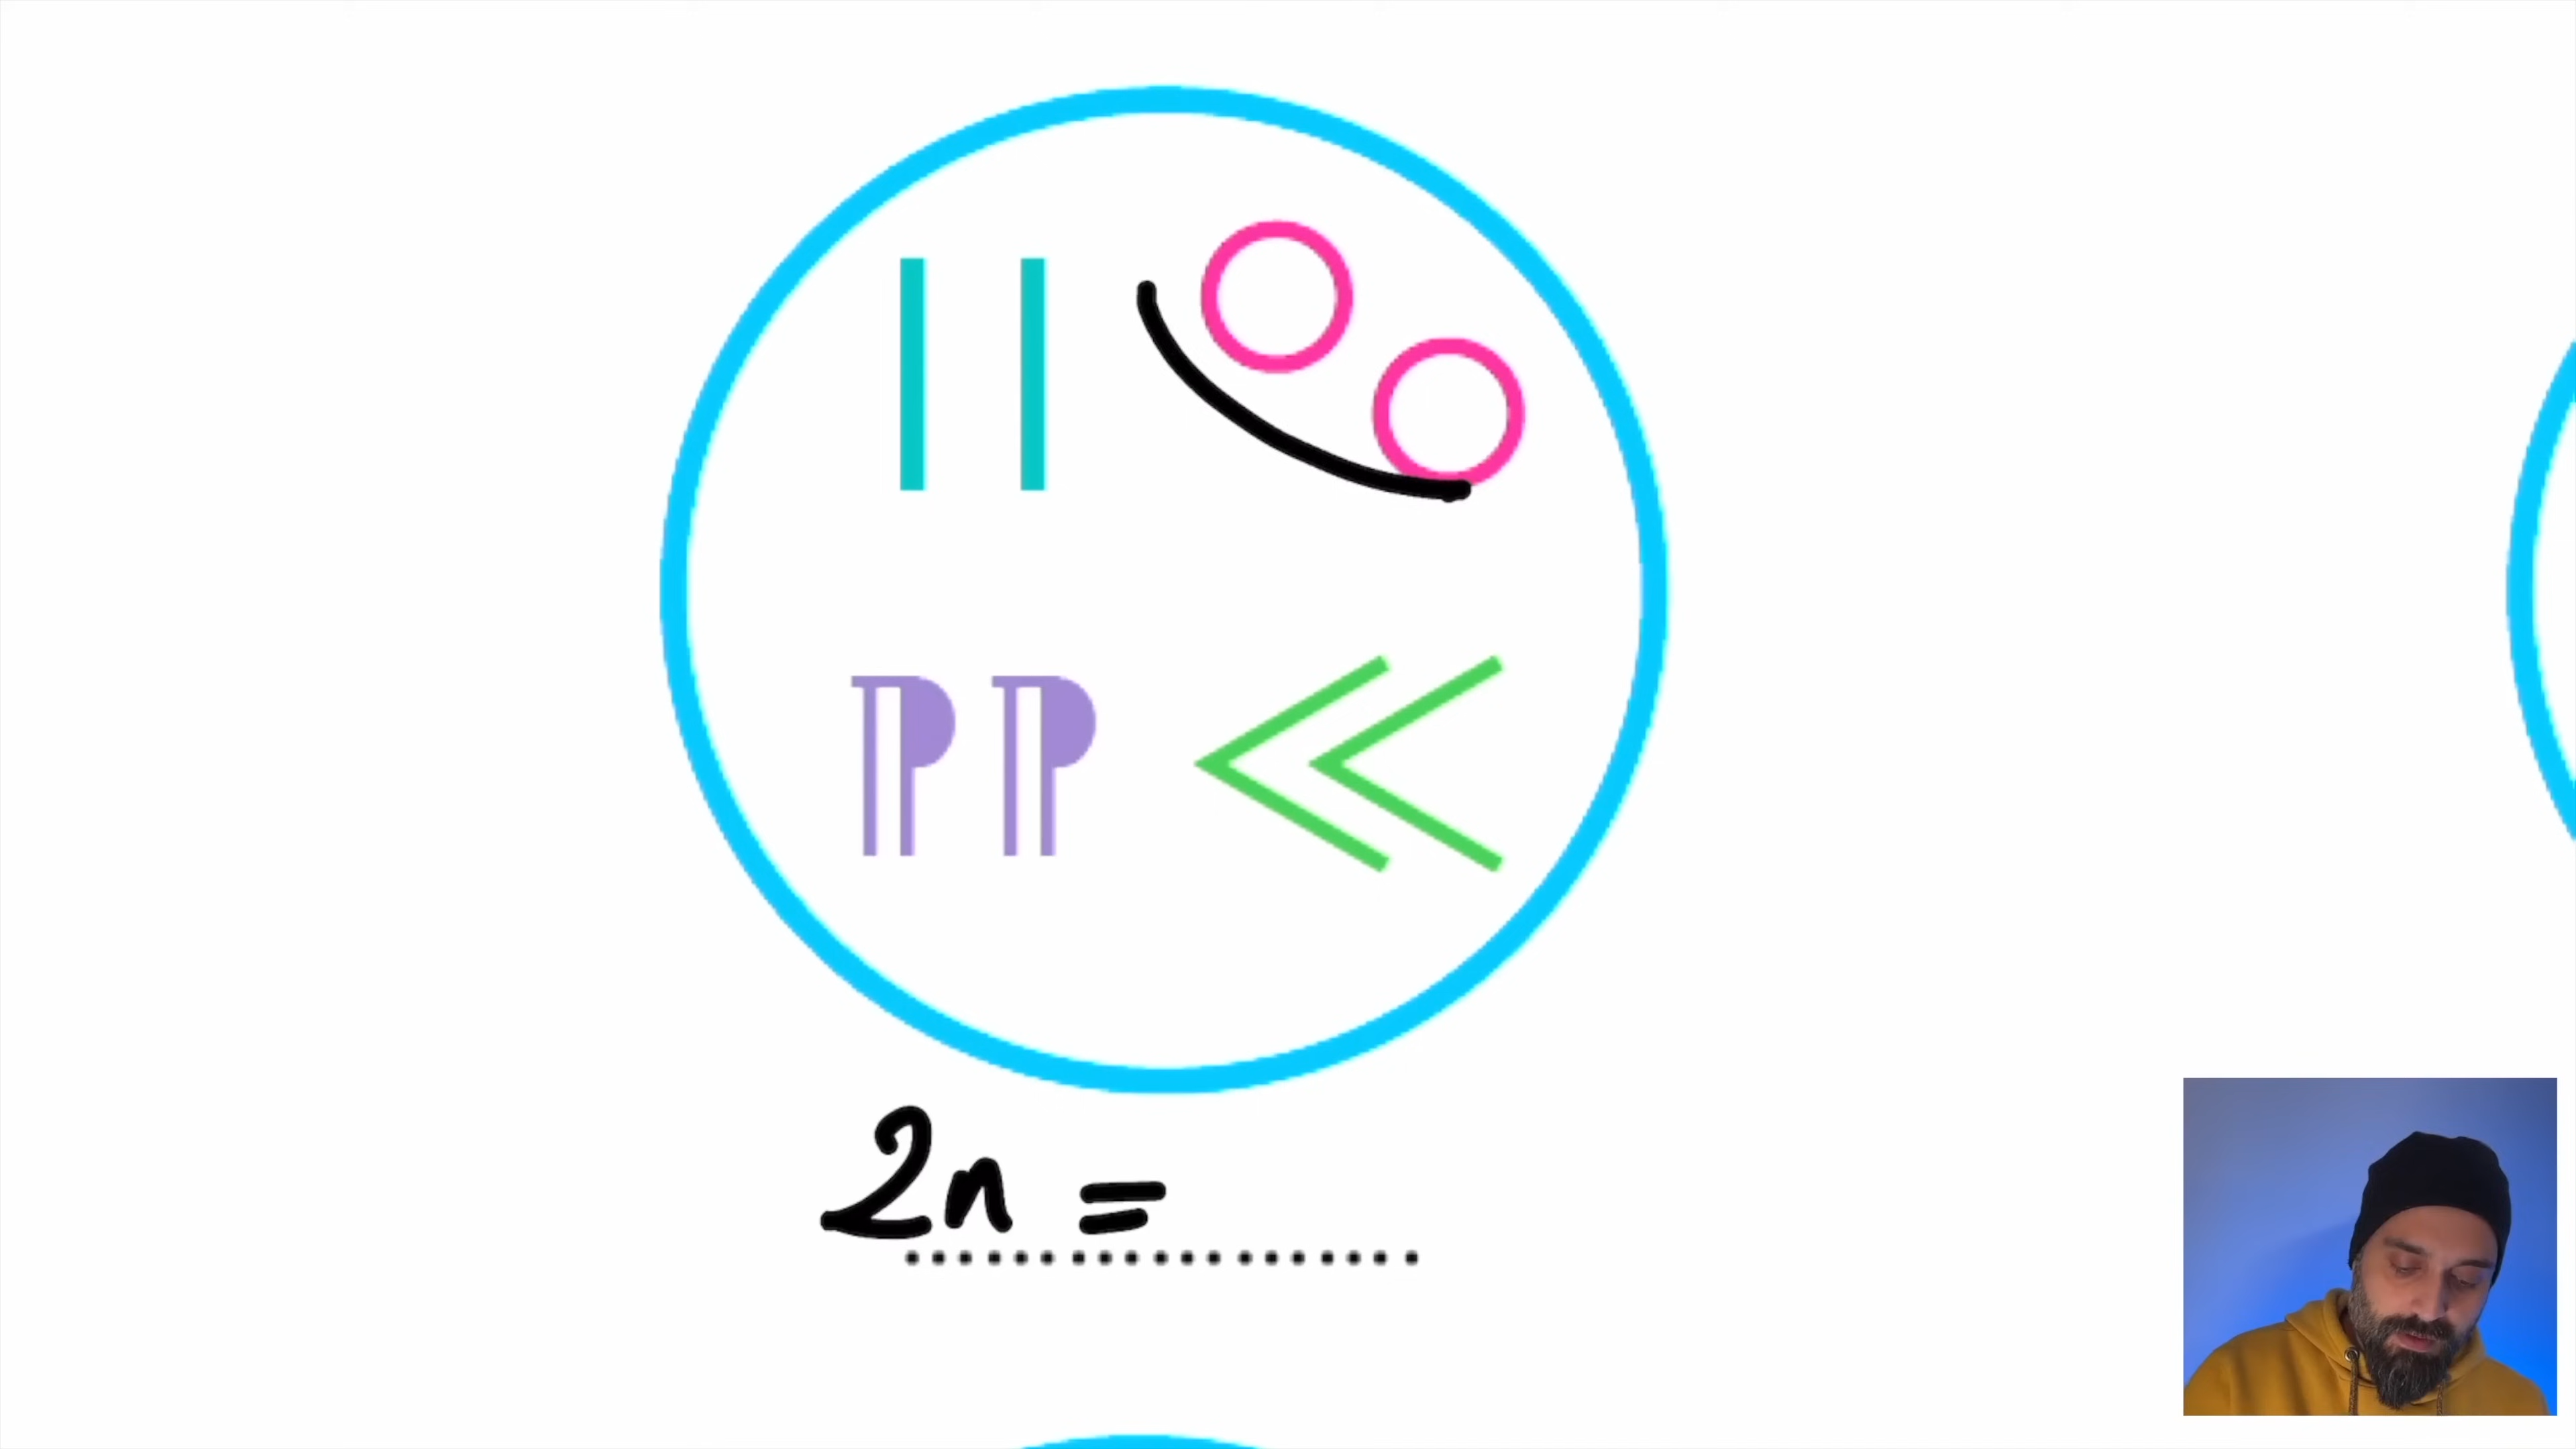 2n =